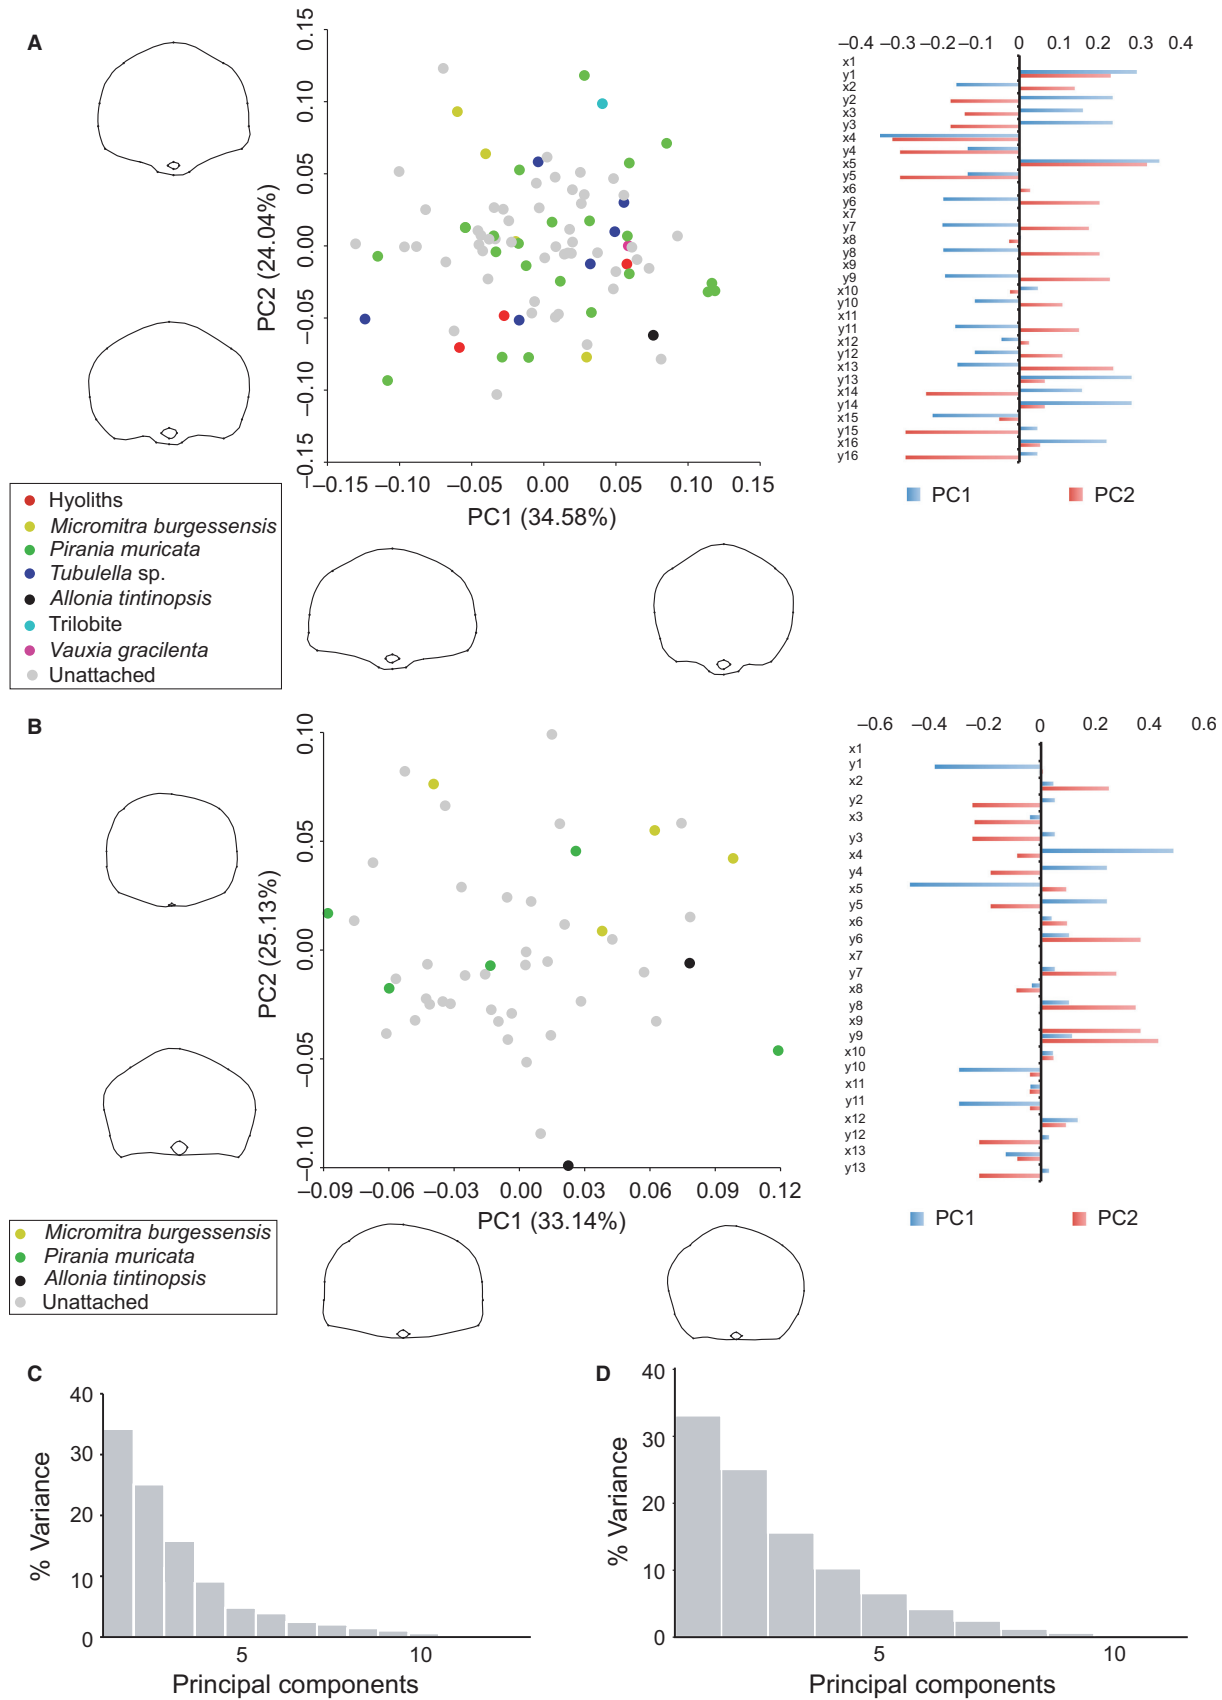 A
0.15
0.10
0.05
0.00
–0.05
–0.10
–0.15
PC2 (24.04%)
–0.15
–0.10
–0.05
0.00
0.05
0.10
0.15
PC1 (34.58%)
–0.4
–0.3
–0.2
–0.1
0
0.1
0.2
0.3
0.4
x1
y1
x2
y2
x3
y3
x4
y4
x5
y5
x6
y6
x7
y7
x8
y8
x9
y9
x10
y10
x11
y11
x12
y12
x13
y13
x14
y14
x15
y15
x16
y16
PC1
PC2
Hyoliths
Micromitra burgessensis
Pirania muricata
Tubulella sp.
Allonia tintinopsis
Trilobite
Vauxia gracilenta
Unattached
B
0.10
0.05
0.00
–0.05
–0.10
PC2 (25.13%)
–0.09
–0.06
–0.03
0.00
0.03
0.06
0.09
0.12
PC1 (33.14%)
–0.6
–0.4
–0.2
0
0.2
0.4
0.6
x1
y1
x2
y2
x3
y3
x4
y4
x5
y5
x6
y6
x7
y7
x8
y8
x9
y9
x10
y10
x11
y11
x12
y12
x13
y13
PC1
PC2
Micromitra burgessensis
Pirania muricata
Allonia tintinopsis
Unattached
C
40
30
20
10
0
% Variance
5
10
Principal components
D
40
30
20
10
0
% Variance
5
10
Principal components